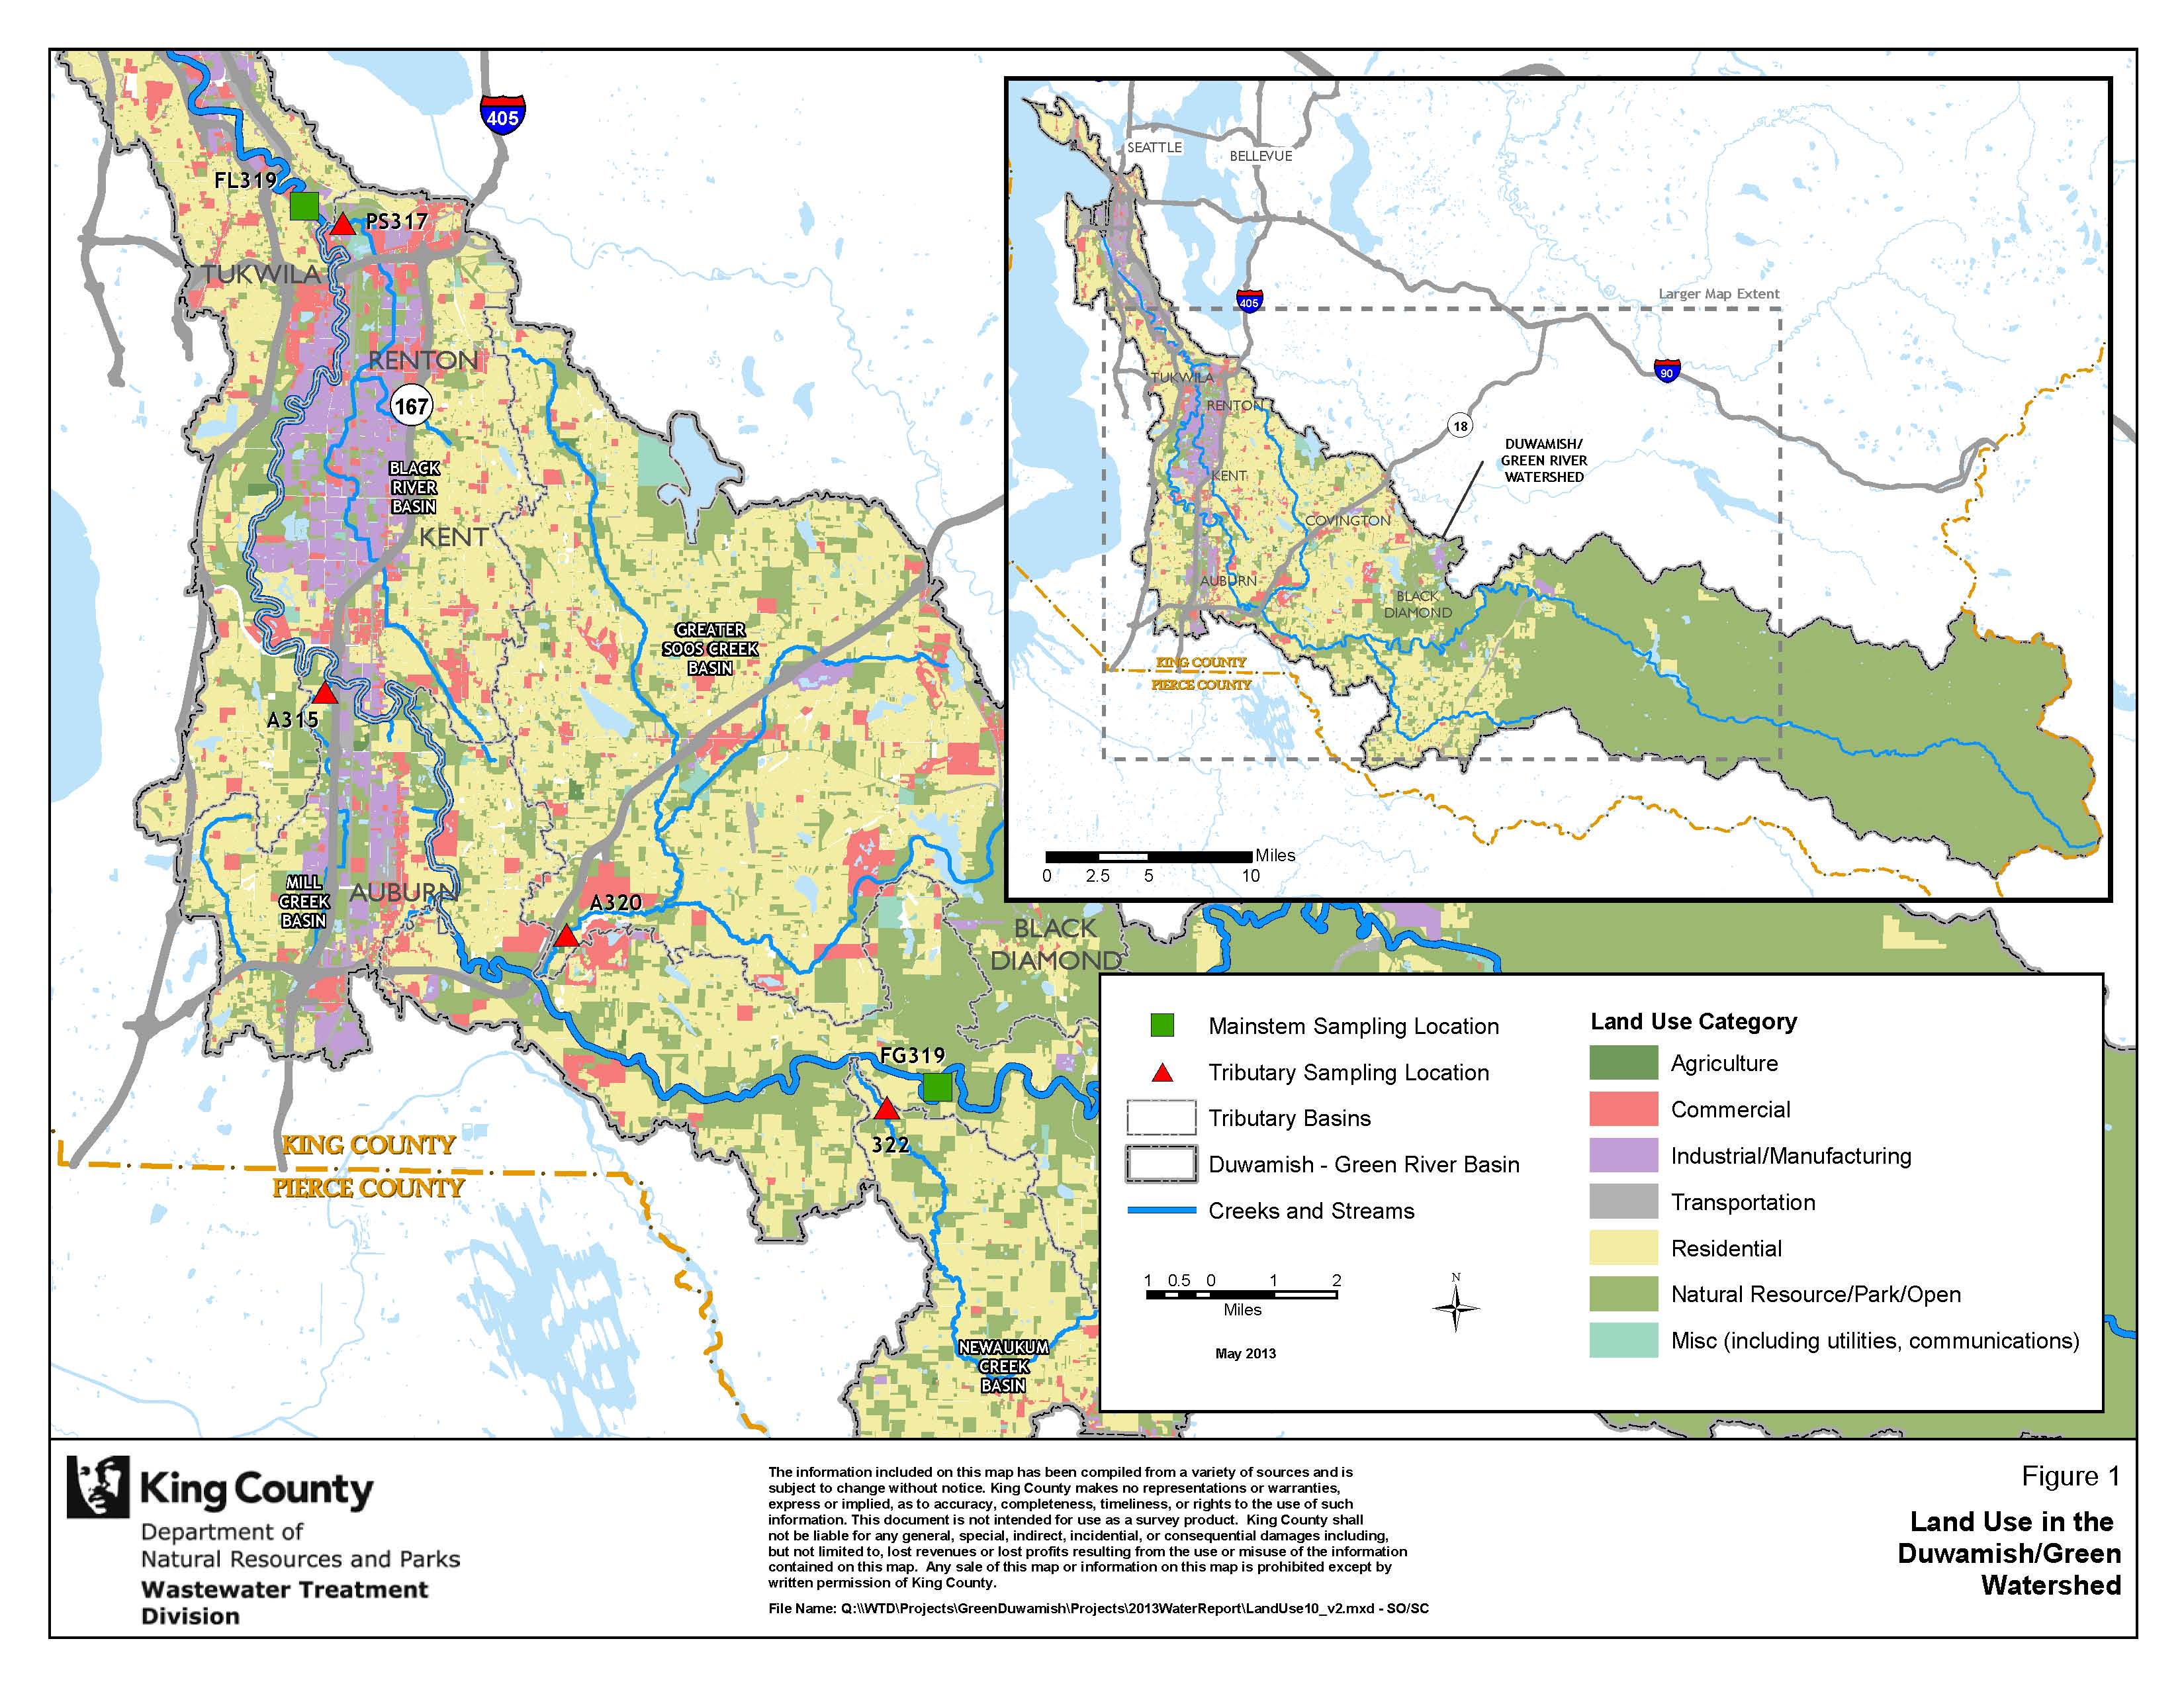 405
FL319
PS317
TUKWILA
RENTON
167
BLACK
RIVER
BASIN
KENT
GREATER
SOOS CREEK
BASIN
A315
MILL
CREEK
BASIN
AUBURN
A320
BLACK
DIAMOND
FG319
322
KING COUNTY
PIERCE COUNTY
NEWAUKUM
CREEK
BASIN
SEATTLE
BELLEVUE
405
Larger Map Extent
90
TUKWILA
RENTON
18
DUWAMISH/
GREEN RIVER
WATERSHED
KENT
COVINGTON
AUBURN
BLACK
DIAMOND
KING COUNTY
PIERCE COUNTY
Miles
0 2.5 5 10
Mainstem Sampling Location
Tributary Sampling Location
Tributary Basins
Duwamish - Green River Basin
Creeks and Streams
1 0.5 0 1 2
Miles
N
May 2013
Land Use Category
Agriculture
Commercial
Industrial/Manufacturing
Transportation
Residential
Natural Resource/Park/Open
Misc (including utilities, communications)
King County
Department of
Natural Resources and Parks
Wastewater Treatment
Division
The information included on this map has been compiled from a variety of sources and is
subject to change without notice. King County makes no representations or warranties,
express or implied, as to accuracy, completeness, timeliness, or rights to the use of such
information. This document is not intended for use as a survey product. King County shall
not be liable for any general, special, indirect, incidental, or consequential damages including,
but not limited to, lost revenues or lost profits resulting from the use or misuse of the information
contained on this map. Any sale of this map or information on this map is prohibited except by
written permission of King County.
File Name: Q:\\WTD\Projects\GreenDuwamish\Projects\2013WaterReport\LandUse10_v2.mxd - SO/SC
Figure 1
Land Use in the
Duwamish/Green
Watershed